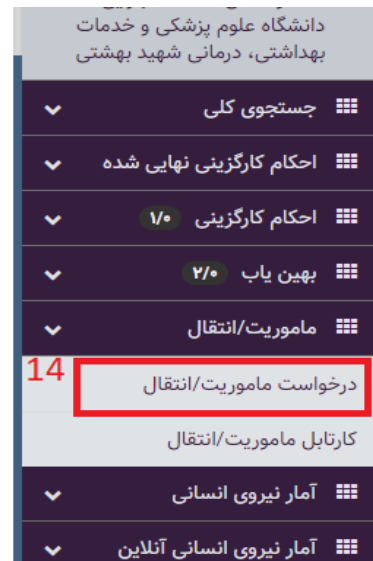 دانشگاه علوم پزشکی و خدمات
بهداشتی، درمانی شهید بهشتی
جستجوی کلی
احکام کارگزینی نهایی شده
احکام کارگزینی ۱/۰
بهین یاب ۲/۰
ماموریت/انتقال
14 درخواست ماموریت/انتقال
کارتابل ماموریت/انتقال
آمار نیروی انسانی
آمار نیروی انسانی آنلاین